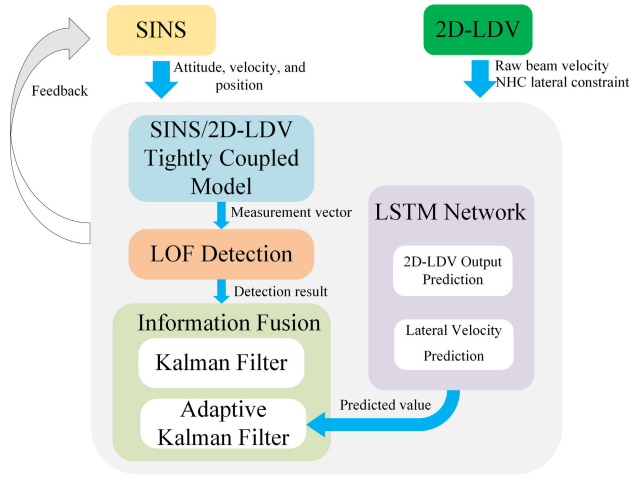 SINS
2D-LDV
Attitude, velocity, and
position
Raw beam velocity
NHC lateral constraint
Feedback
SINS/2D-LDV
Tightly Coupled
Model
Measurement vector
LOF Detection
Detection result
Information Fusion
Kalman Filter
Adaptive
Kalman Filter
LSTM Network
2D-LDV Output
Prediction
Lateral Velocity
Prediction
Predicted value